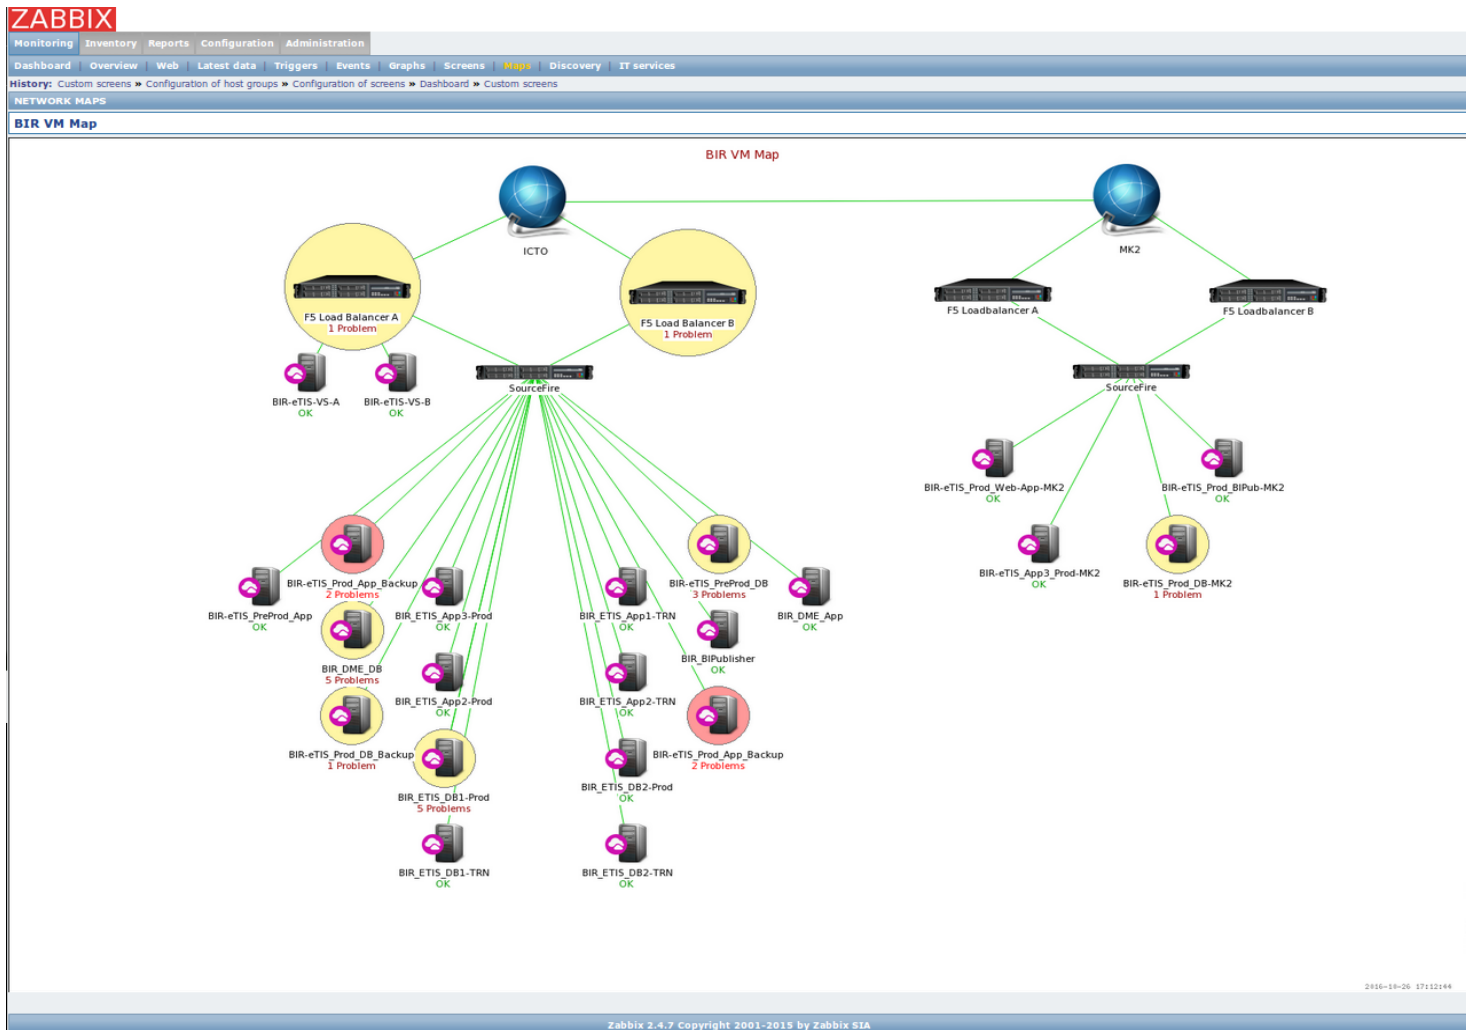 ZABBIX
Monitoring Inventory Reports Configuration Administration
Dashboard | Overview | Web | Latest data | Triggers | Events | Graphs | Screens | Maps | Discovery | IT services
History: Custom screens » Configuration of host groups » Configuration of screens » Dashboard » Custom screens
NETWORK MAPS
BIR VM Map
BIR VM Map
ICTO
MK2
F5 Load Balancer A
1 Problem
F5 Load Balancer B
1 Problem
F5 Loadbalancer A
F5 Loadbalancer B
BIR-eTIS-VS-A
OK
BIR-eTIS-VS-B
OK
SourceFire
SourceFire
BIR-eTIS_Prod_Web-App-MK2
OK
BIR-eTIS_Prod_BIPub-MK2
OK
BIR-eTIS_App3_Prod-MK2
OK
BIR-eTIS_Prod_DB-MK2
1 Problem
BIR-eTIS_Prod_App_Backup
2 Problems
BIR-eTIS_PreProd_DB
3 Problems
BIR-eTIS_PreProd_App
OK
BIR_ETIS_App3-Prod
OK
BIR_ETIS_App1-TRN
OK
BIR_DME_App
OK
BIR_DME_DB
5 Problems
BIR_BIPublisher
OK
BIR_ETIS_App2-Prod
OK
BIR_ETIS_App2-TRN
OK
BIR-eTIS_Prod_DB_Backup
1 Problem
BIR-eTIS_Prod_App_Backup
2 Problems
BIR_ETIS_DB1-Prod
5 Problems
BIR_ETIS_DB2-Prod
OK
BIR_ETIS_DB1-TRN
OK
BIR_ETIS_DB2-TRN
OK
2016-10-26 17:12:44
Zabbix 2.4.7 Copyright 2001-2015 by Zabbix SIA